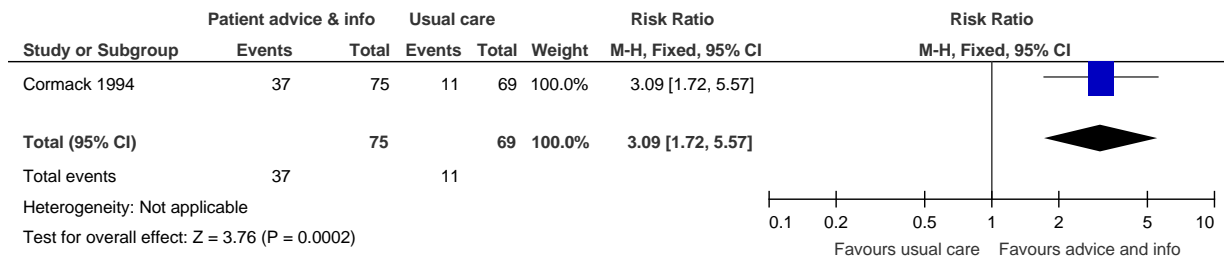 Patient advice & info Usual care Risk Ratio Risk Ratio
Study or Subgroup Events Total Events Total Weight M-H, Fixed, 95% CI M-H, Fixed, 95% CI
Cormack 1994 37 75 11 69 100.0% 3.09 [1.72, 5.57]
Total (95% CI) 75 69 100.0% 3.09 [1.72, 5.57]
Total events 37 11
Heterogeneity: Not applicable
Test for overall effect: Z = 3.76 (P = 0.0002)
0.1 0.2 0.5 1 2 5 10
Favours usual care Favours advice and info